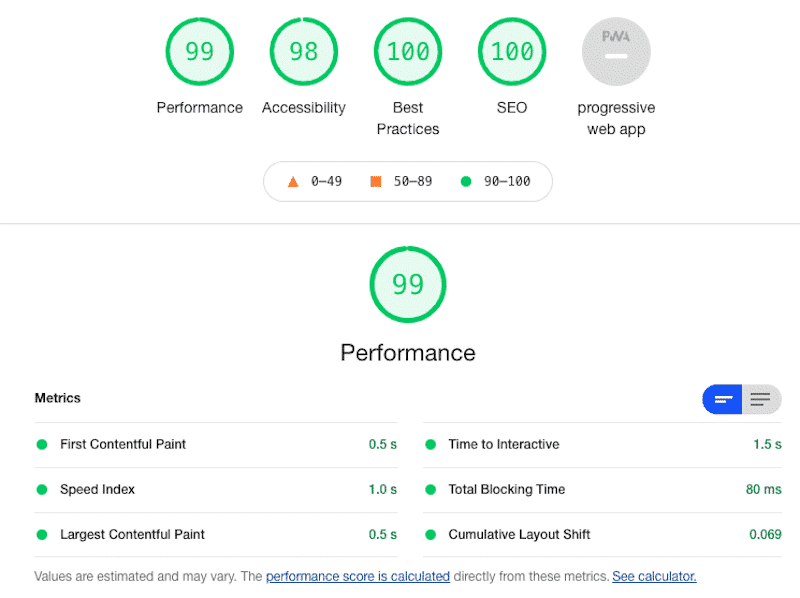 99 98 100 100 PWA
Performance Accessibility Best Practices SEO progressive web app
0–49 50–89 90–100
99
Performance
Metrics
First Contentful Paint 0.5 s
Time to Interactive 1.5 s
Speed Index 1.0 s
Total Blocking Time 80 ms
Largest Contentful Paint 0.5 s
Cumulative Layout Shift 0.069
Values are estimated and may vary. The performance score is calculated directly from these metrics. See calculator.